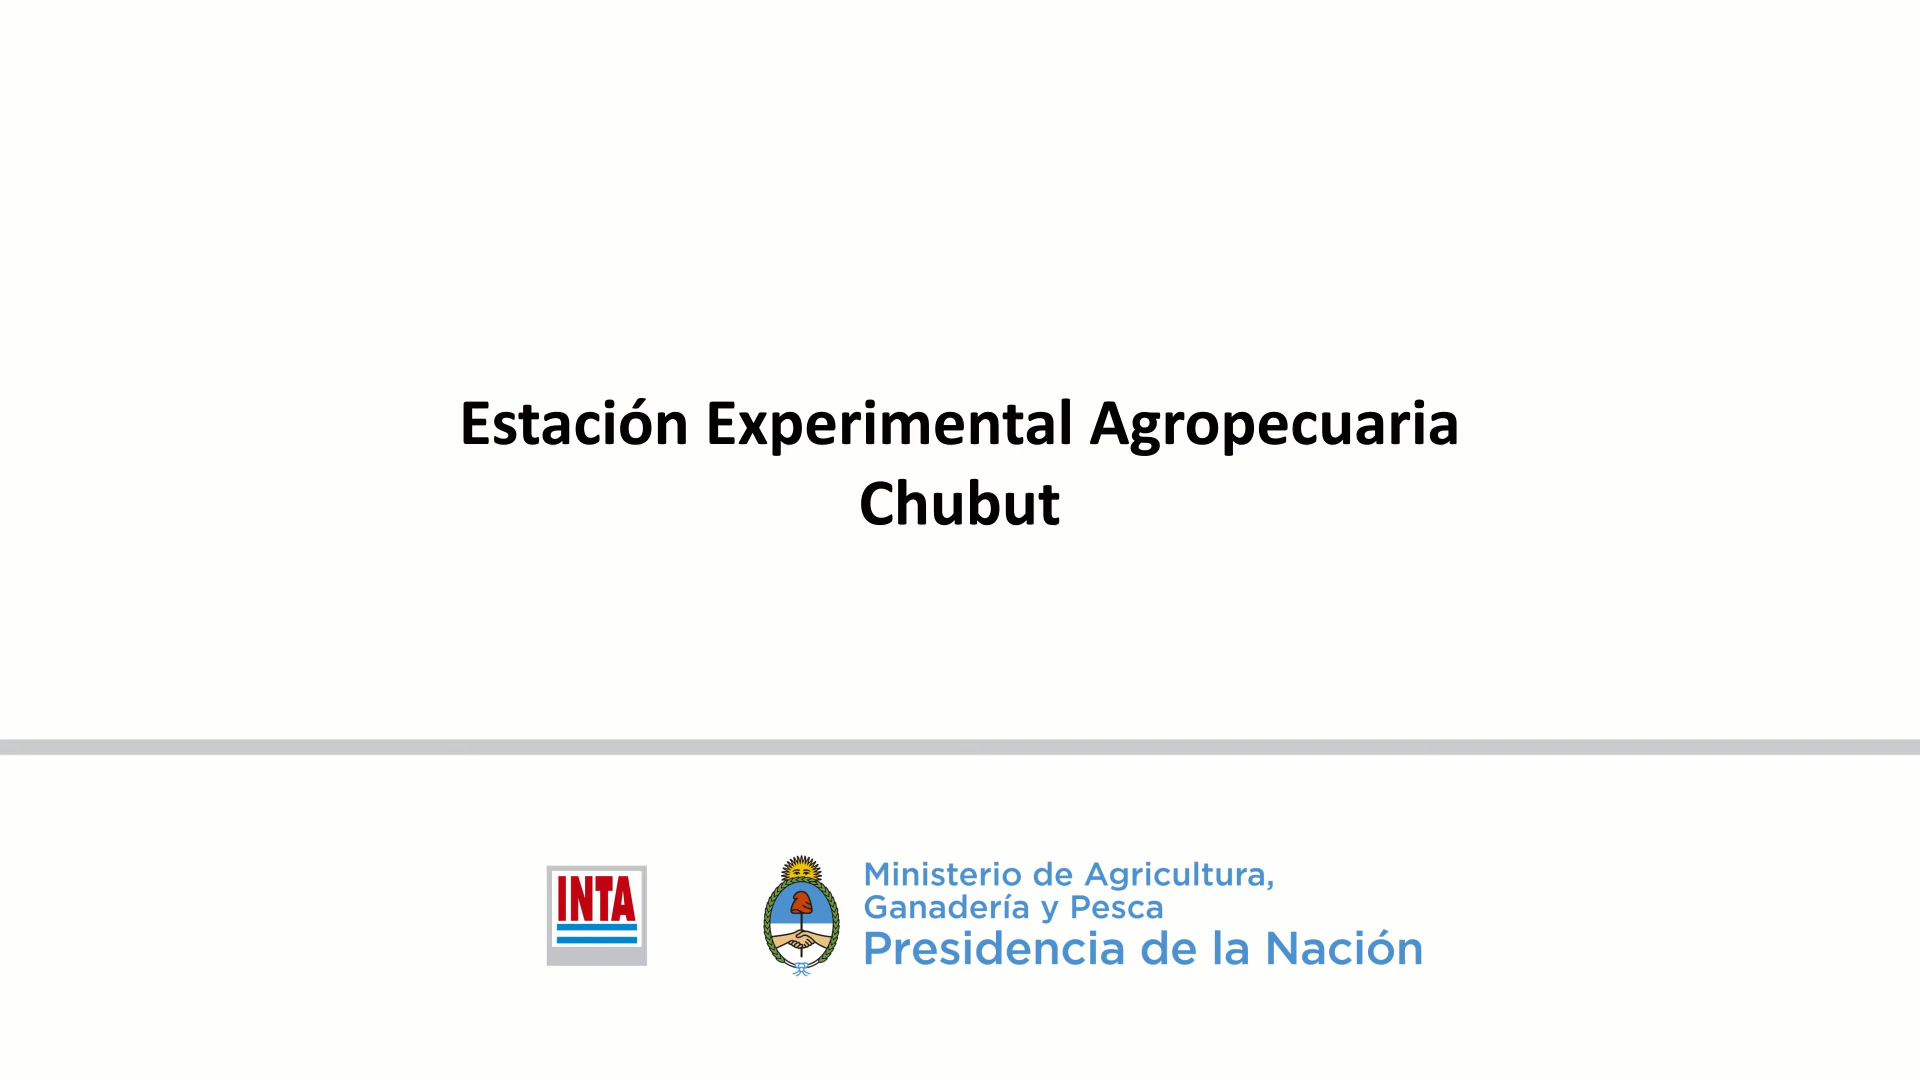 Estación Experimental Agropecuaria
Chubut
INTA
Ministerio de Agricultura,
Ganadería y Pesca
Presidencia de la Nación